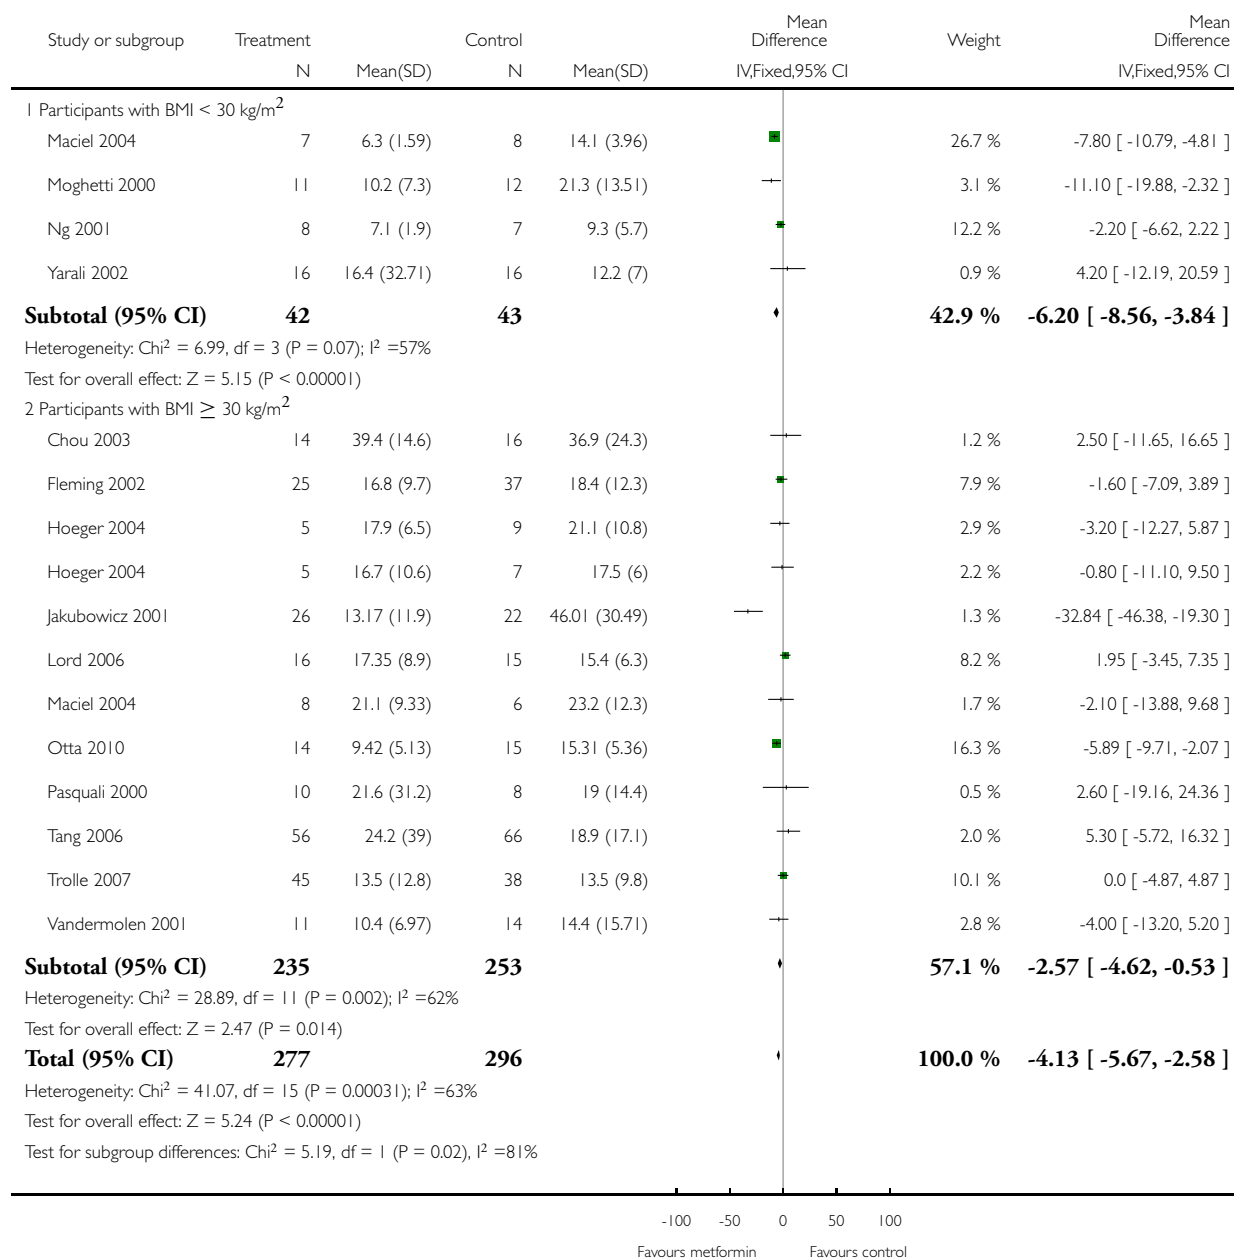 Study or subgroup Treatment Control Mean Difference Weight Mean Difference
N Mean(SD) N Mean(SD) IV,Fixed,95% CI IV,Fixed,95% CI
1 Participants with BMI < 30 kg/m²
Maciel 2004 7 6.3 (1.59) 8 14.1 (3.96) 26.7 % -7.80 [ -10.79, -4.81 ]
Moghetti 2000 11 10.2 (7.3) 12 21.3 (13.51) 3.1 % -11.10 [ -19.88, -2.32 ]
Ng 2001 8 7.1 (1.9) 7 9.3 (5.7) 12.2 % -2.20 [ -6.62, 2.22 ]
Yarali 2002 16 16.4 (32.71) 16 12.2 (7) 0.9 % 4.20 [ -12.19, 20.59 ]
Subtotal (95% CI) 42 43 42.9 % -6.20 [ -8.56, -3.84 ]
Heterogeneity: Chi² = 6.99, df = 3 (P = 0.07); I² =57%
Test for overall effect: Z = 5.15 (P < 0.00001)
2 Participants with BMI ≥ 30 kg/m²
Chou 2003 14 39.4 (14.6) 16 36.9 (24.3) 1.2 % 2.50 [ -11.65, 16.65 ]
Fleming 2002 25 16.8 (9.7) 37 18.4 (12.3) 7.9 % -1.60 [ -7.09, 3.89 ]
Hoeger 2004 5 17.9 (6.5) 9 21.1 (10.8) 2.9 % -3.20 [ -12.27, 5.87 ]
Hoeger 2004 5 16.7 (10.6) 7 17.5 (6) 2.2 % -0.80 [ -11.10, 9.50 ]
Jakubowicz 2001 26 13.17 (11.9) 22 46.01 (30.49) 1.3 % -32.84 [ -46.38, -19.30 ]
Lord 2006 16 17.35 (8.9) 15 15.4 (6.3) 8.2 % 1.95 [ -3.45, 7.35 ]
Maciel 2004 8 21.1 (9.33) 6 23.2 (12.3) 1.7 % -2.10 [ -13.88, 9.68 ]
Otta 2010 14 9.42 (5.13) 15 15.31 (5.36) 16.3 % -5.89 [ -9.71, -2.07 ]
Pasquali 2000 10 21.6 (31.2) 8 19 (14.4) 0.5 % 2.60 [ -19.16, 24.36 ]
Tang 2006 56 24.2 (39) 66 18.9 (17.1) 2.0 % 5.30 [ -5.72, 16.32 ]
Trolle 2007 45 13.5 (12.8) 38 13.5 (9.8) 10.1 % 0.0 [ -4.87, 4.87 ]
Vandermolen 2001 11 10.4 (6.97) 14 14.4 (15.71) 2.8 % -4.00 [ -13.20, 5.20 ]
Subtotal (95% CI) 235 253 57.1 % -2.57 [ -4.62, -0.53 ]
Heterogeneity: Chi² = 28.89, df = 11 (P = 0.002); I² =62%
Test for overall effect: Z = 2.47 (P = 0.014)
Total (95% CI) 277 296 100.0 % -4.13 [ -5.67, -2.58 ]
Heterogeneity: Chi² = 41.07, df = 15 (P = 0.00031); I² =63%
Test for overall effect: Z = 5.24 (P < 0.00001)
Test for subgroup differences: Chi² = 5.19, df = 1 (P = 0.02), I² =81%
-100 -50 0 50 100
Favours metformin Favours control